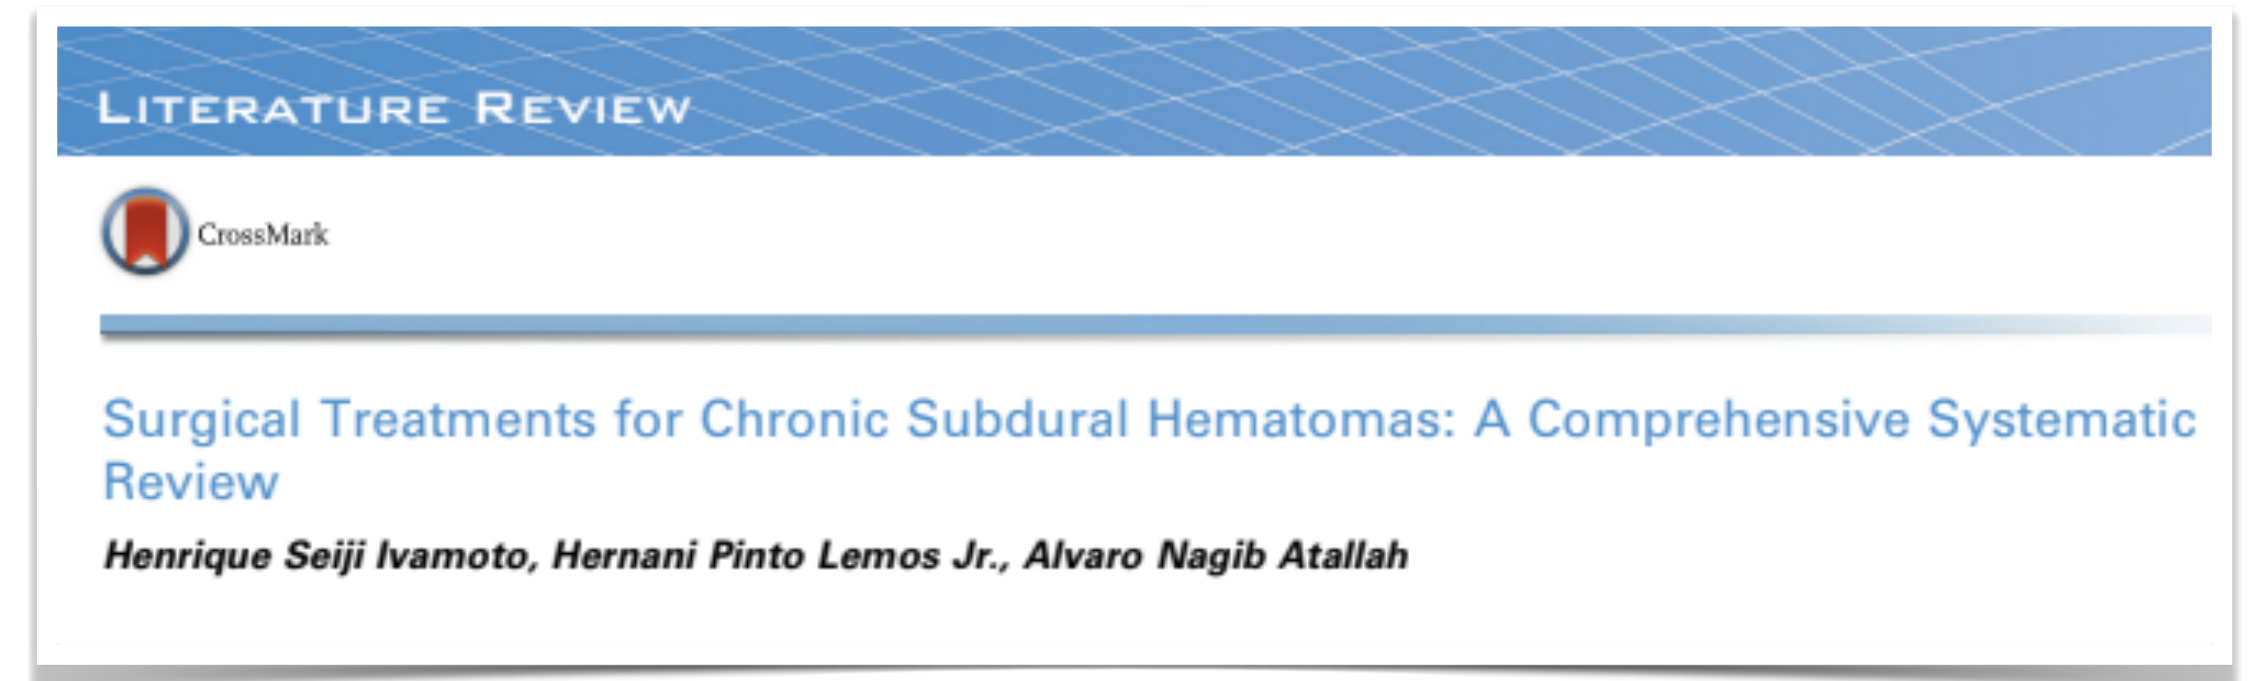 LITERATURE REVIEW
CrossMark
Surgical Treatments for Chronic Subdural Hematomas: A Comprehensive Systematic
Review
Henrique Seiji Ivamoto, Hernani Pinto Lemos Jr., Alvaro Nagib Atallah